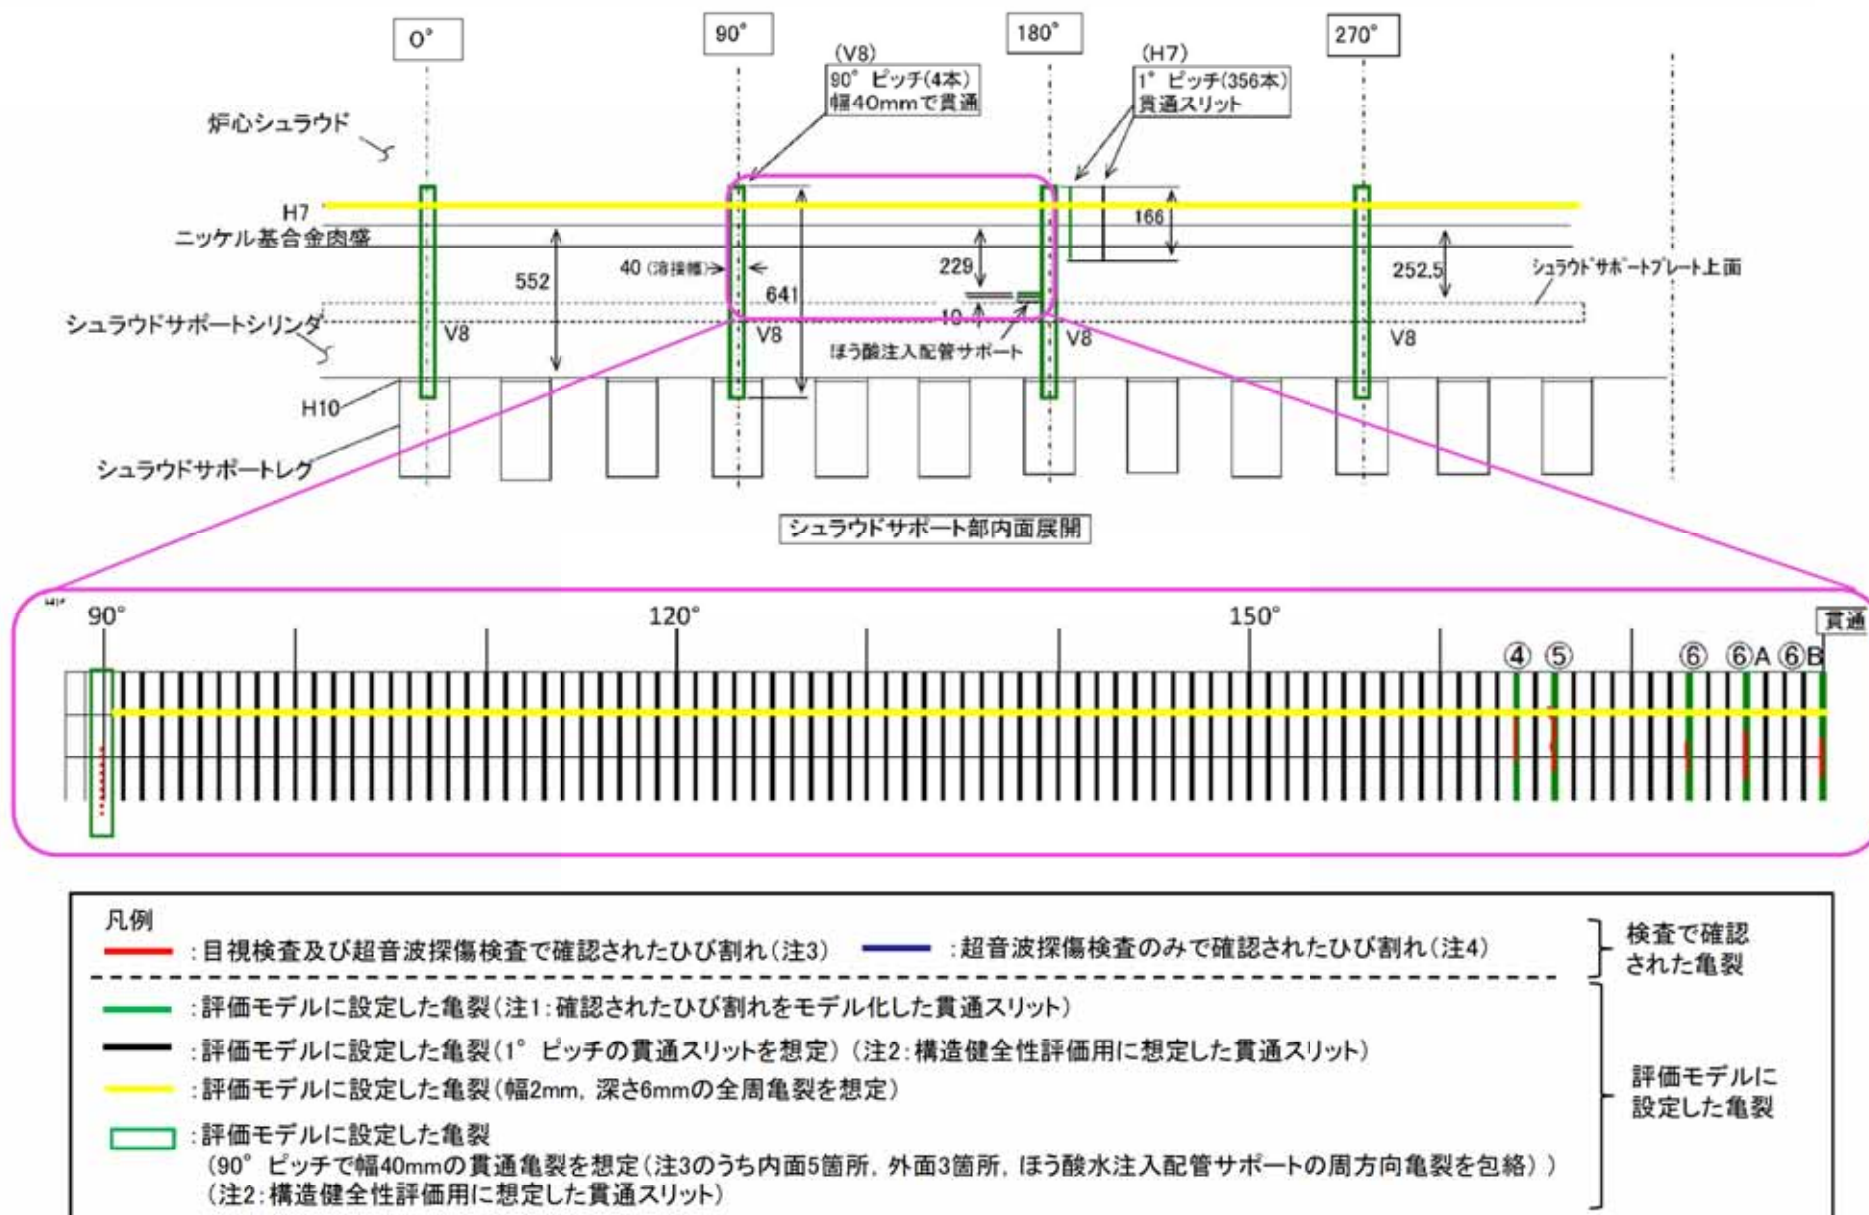 0°
90°
180°
270°
(V8)
90° ピッチ(4本)
幅40mmで貫通
(H7)
1° ピッチ(356本)
貫通スリット
炉心シュラウド
H7
ニッケル基合金肉盛
166
552
40 (溶接幅)
641
229
252.5
シュラウドサポートプレート上面
10
シュラウドサポートシリンダ
V8
V8
V8
V8
ほう酸注入配管サポート
H10
シュラウドサポートレグ
シュラウドサポート部内面展開
90°
120°
150°
貫通
④
⑤
⑥
⑥A
⑥B
凡例
:目視検査及び超音波探傷検査で確認されたひび割れ(注3)
:超音波探傷検査のみで確認されたひび割れ(注4)
検査で確認
された亀裂
:評価モデルに設定した亀裂(注1:確認されたひび割れをモデル化した貫通スリット)
:評価モデルに設定した亀裂(1° ピッチの貫通スリットを想定) (注2:構造健全性評価用に想定した貫通スリット)
:評価モデルに設定した亀裂(幅2mm, 深さ6mmの全周亀裂を想定)
:評価モデルに設定した亀裂
(90° ピッチで幅40mmの貫通亀裂を想定(注3のうち内面5箇所, 外面3箇所, ほう酸水注入配管サポートの周方向亀裂を包絡) )
(注2:構造健全性評価用に想定した貫通スリット)
評価モデルに
設定した亀裂